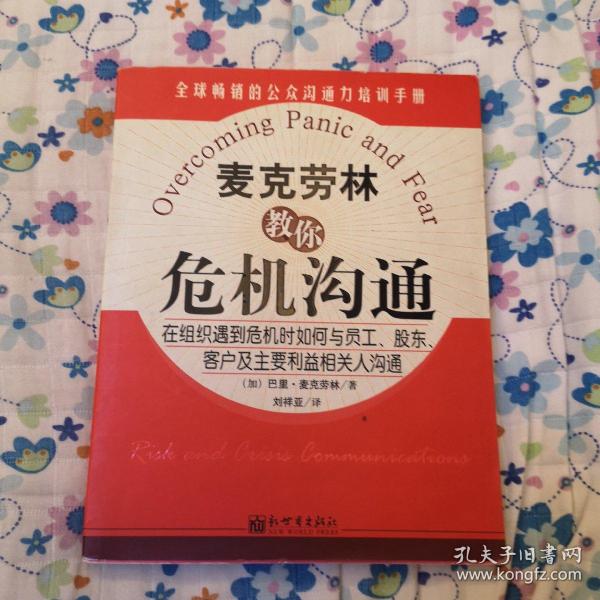 全球畅销的公众沟通力培训手册
Overcoming Panic and Fear
麦克劳林
教你
危机沟通
在组织遇到危机时如何与员工、股东、
客户及主要利益相关人沟通
（加）巴里·麦克劳林/著
刘祥亚/译
Risk and Crisis Communications
新世界出版社
NEW WORLD PRESS
孔夫子旧書网
www.kongfz.com